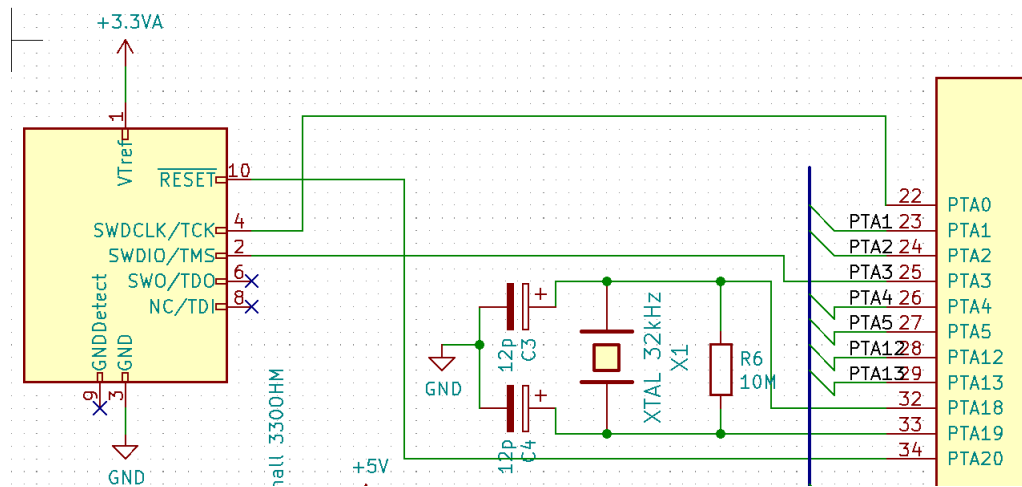 +3.3VA
1
VTref
RESET 10
SWDCLK/TCK 4
SWDIO/TMS 2
SWO/TDO 6
NC/TDI 8
GNDDetect
GND
9
3
GND
3300HM
+5V
GND
12p
C3
+
12p
C4
+
XTAL 32kHz
X1
R6
10M
22 PTA0
PTA1 23 PTA1
PTA2 24 PTA2
PTA3 25 PTA3
PTA4 26 PTA4
PTA5 27 PTA5
PTA12 28 PTA12
PTA13 29 PTA13
32 PTA18
33 PTA19
34 PTA20